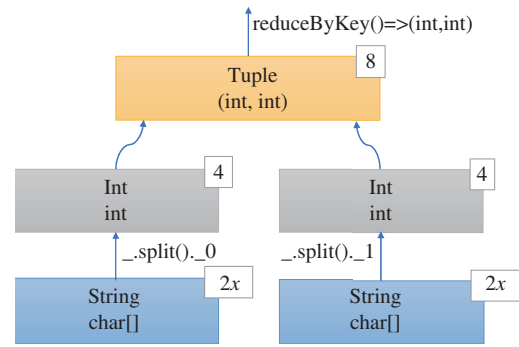 reduceByKey()=>(int,int)
8
Tuple
(int, int)
4
Int
int
4
Int
int
_.split()._0
_.split()._1
2x
String
char[]
2x
String
char[]